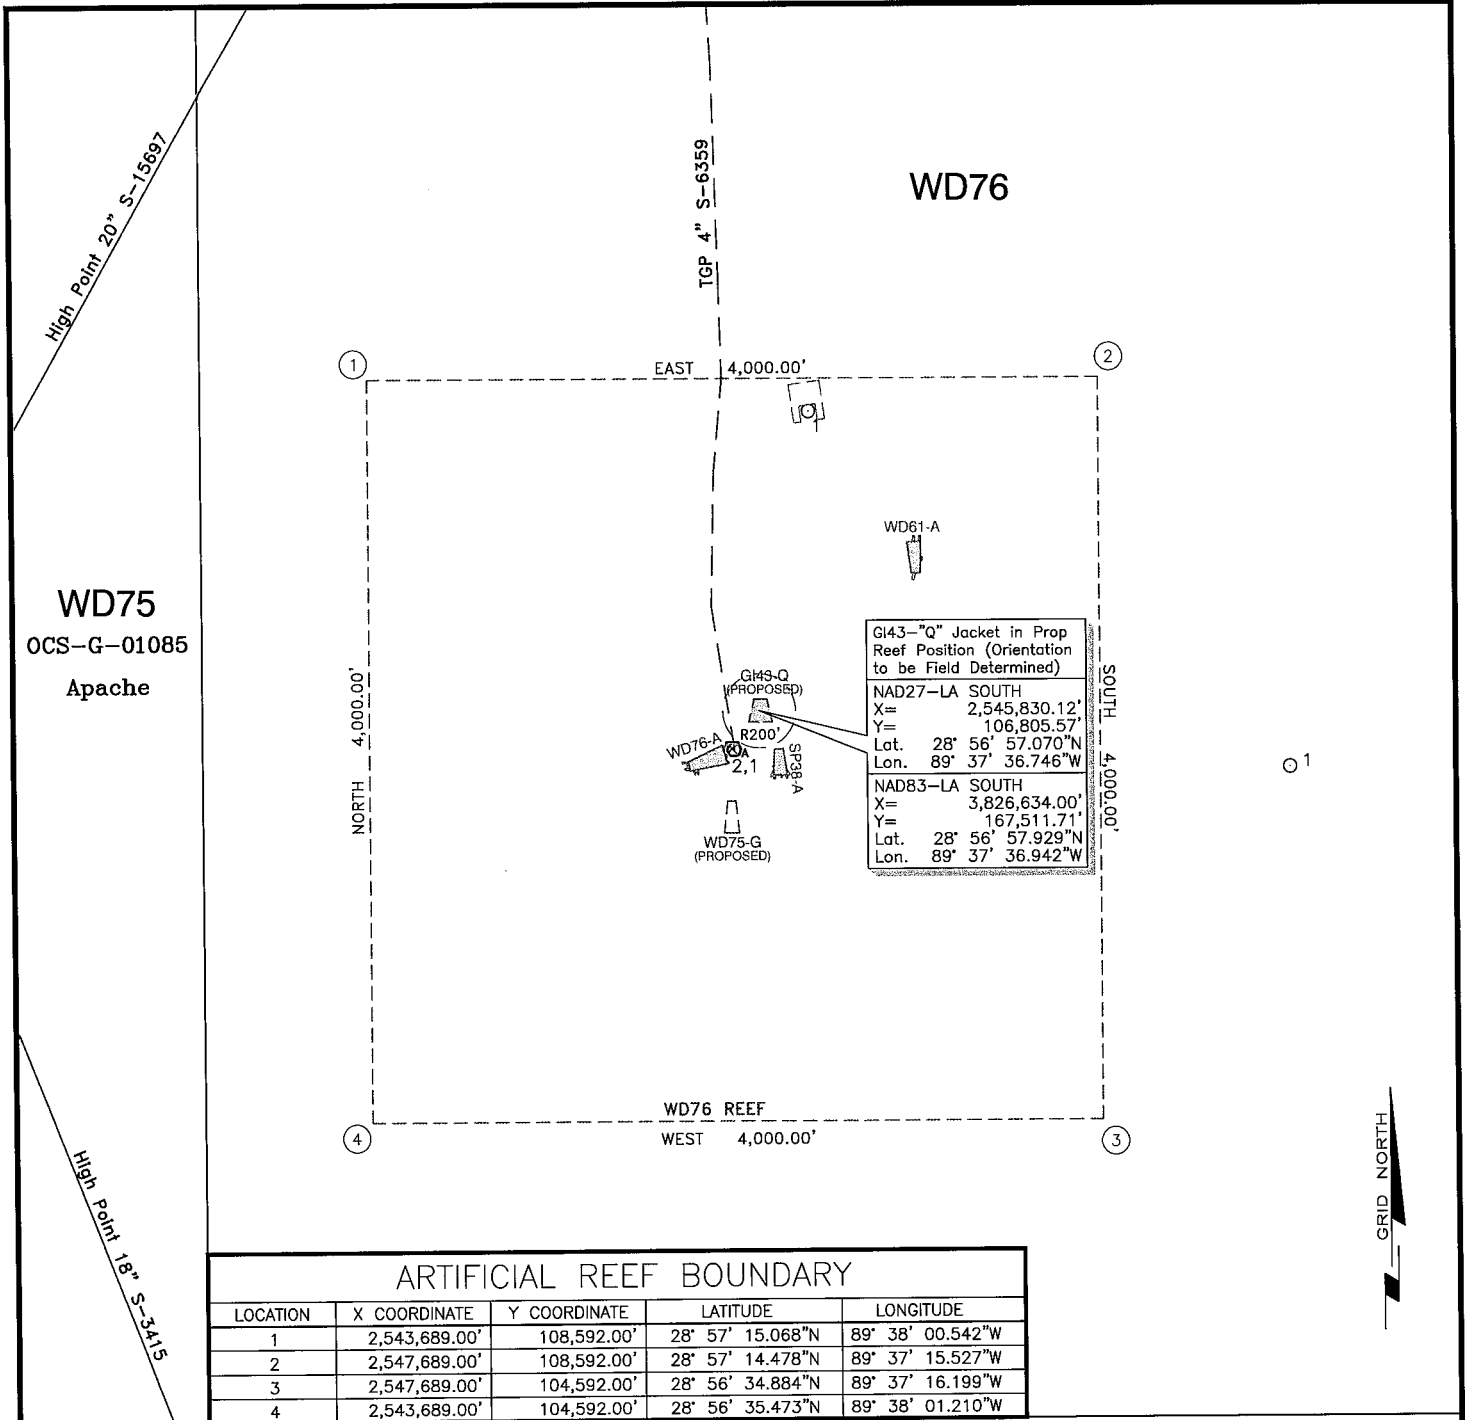 High Point 20" S-15697
TGP 4" S-6359
WD76
1
EAST 4,000.00'
2
1
WD61-A
WD75
OCS-G-01085
Apache
NORTH 4,000.00'
SOUTH 4,000.00'
GI43-Q
(PROPOSED)
R200'
WD76-A
A
2,1
SP38-A
WD75-G
(PROPOSED)
GI43-"Q" Jacket in Prop
Reef Position (Orientation
to be Field Determined)
NAD27-LA SOUTH
X= 2,545,830.12'
Y= 106,805.57'
Lat. 28° 56' 57.070"N
Lon. 89° 37' 36.746"W
NAD83-LA SOUTH
X= 3,826,634.00'
Y= 167,511.71'
Lat. 28° 56' 57.929"N
Lon. 89° 37' 36.942"W
1
WD76 REEF
4
WEST 4,000.00'
3
GRID NORTH
High Point 18" S-3415
ARTIFICIAL REEF BOUNDARY
LOCATION X COORDINATE Y COORDINATE LATITUDE LONGITUDE
1 2,543,689.00' 108,592.00' 28° 57' 15.068"N 89° 38' 00.542"W
2 2,547,689.00' 108,592.00' 28° 57' 14.478"N 89° 37' 15.527"W
3 2,547,689.00' 104,592.00' 28° 56' 34.884"N 89° 37' 16.199"W
4 2,543,689.00' 104,592.00' 28° 56' 35.473"N 89° 38' 01.210"W